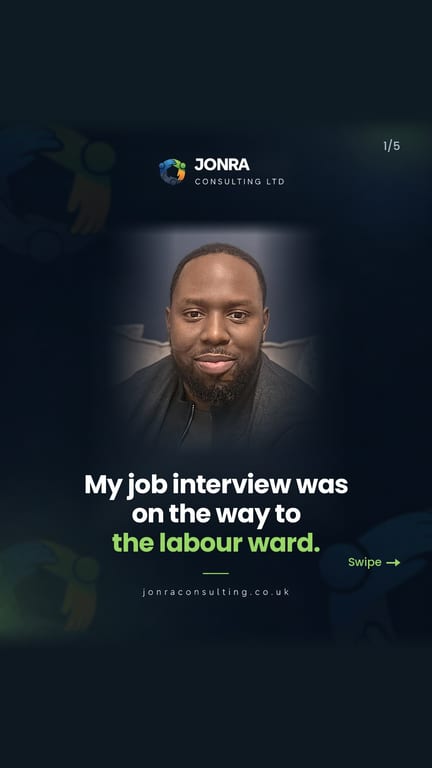 1/5
JONRA
CONSULTING LTD
My job interview was
on the way to
the labour ward.
Swipe →
jonraconsulting.co.uk